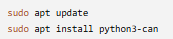 sudo apt update
sudo apt install python3-can